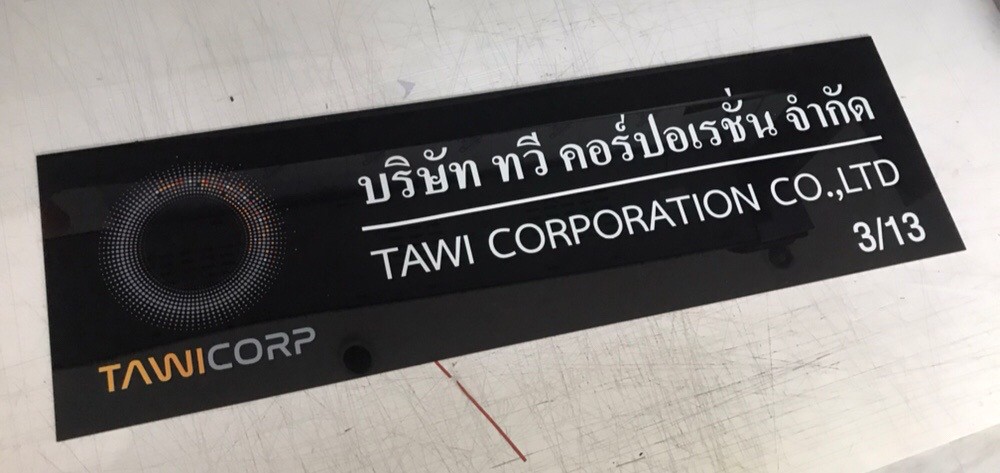 บริษัท ทวี คอร์ปอเรชั่น จำกัด
TAWI CORPORATION CO.,LTD
3/13
TAWICORP